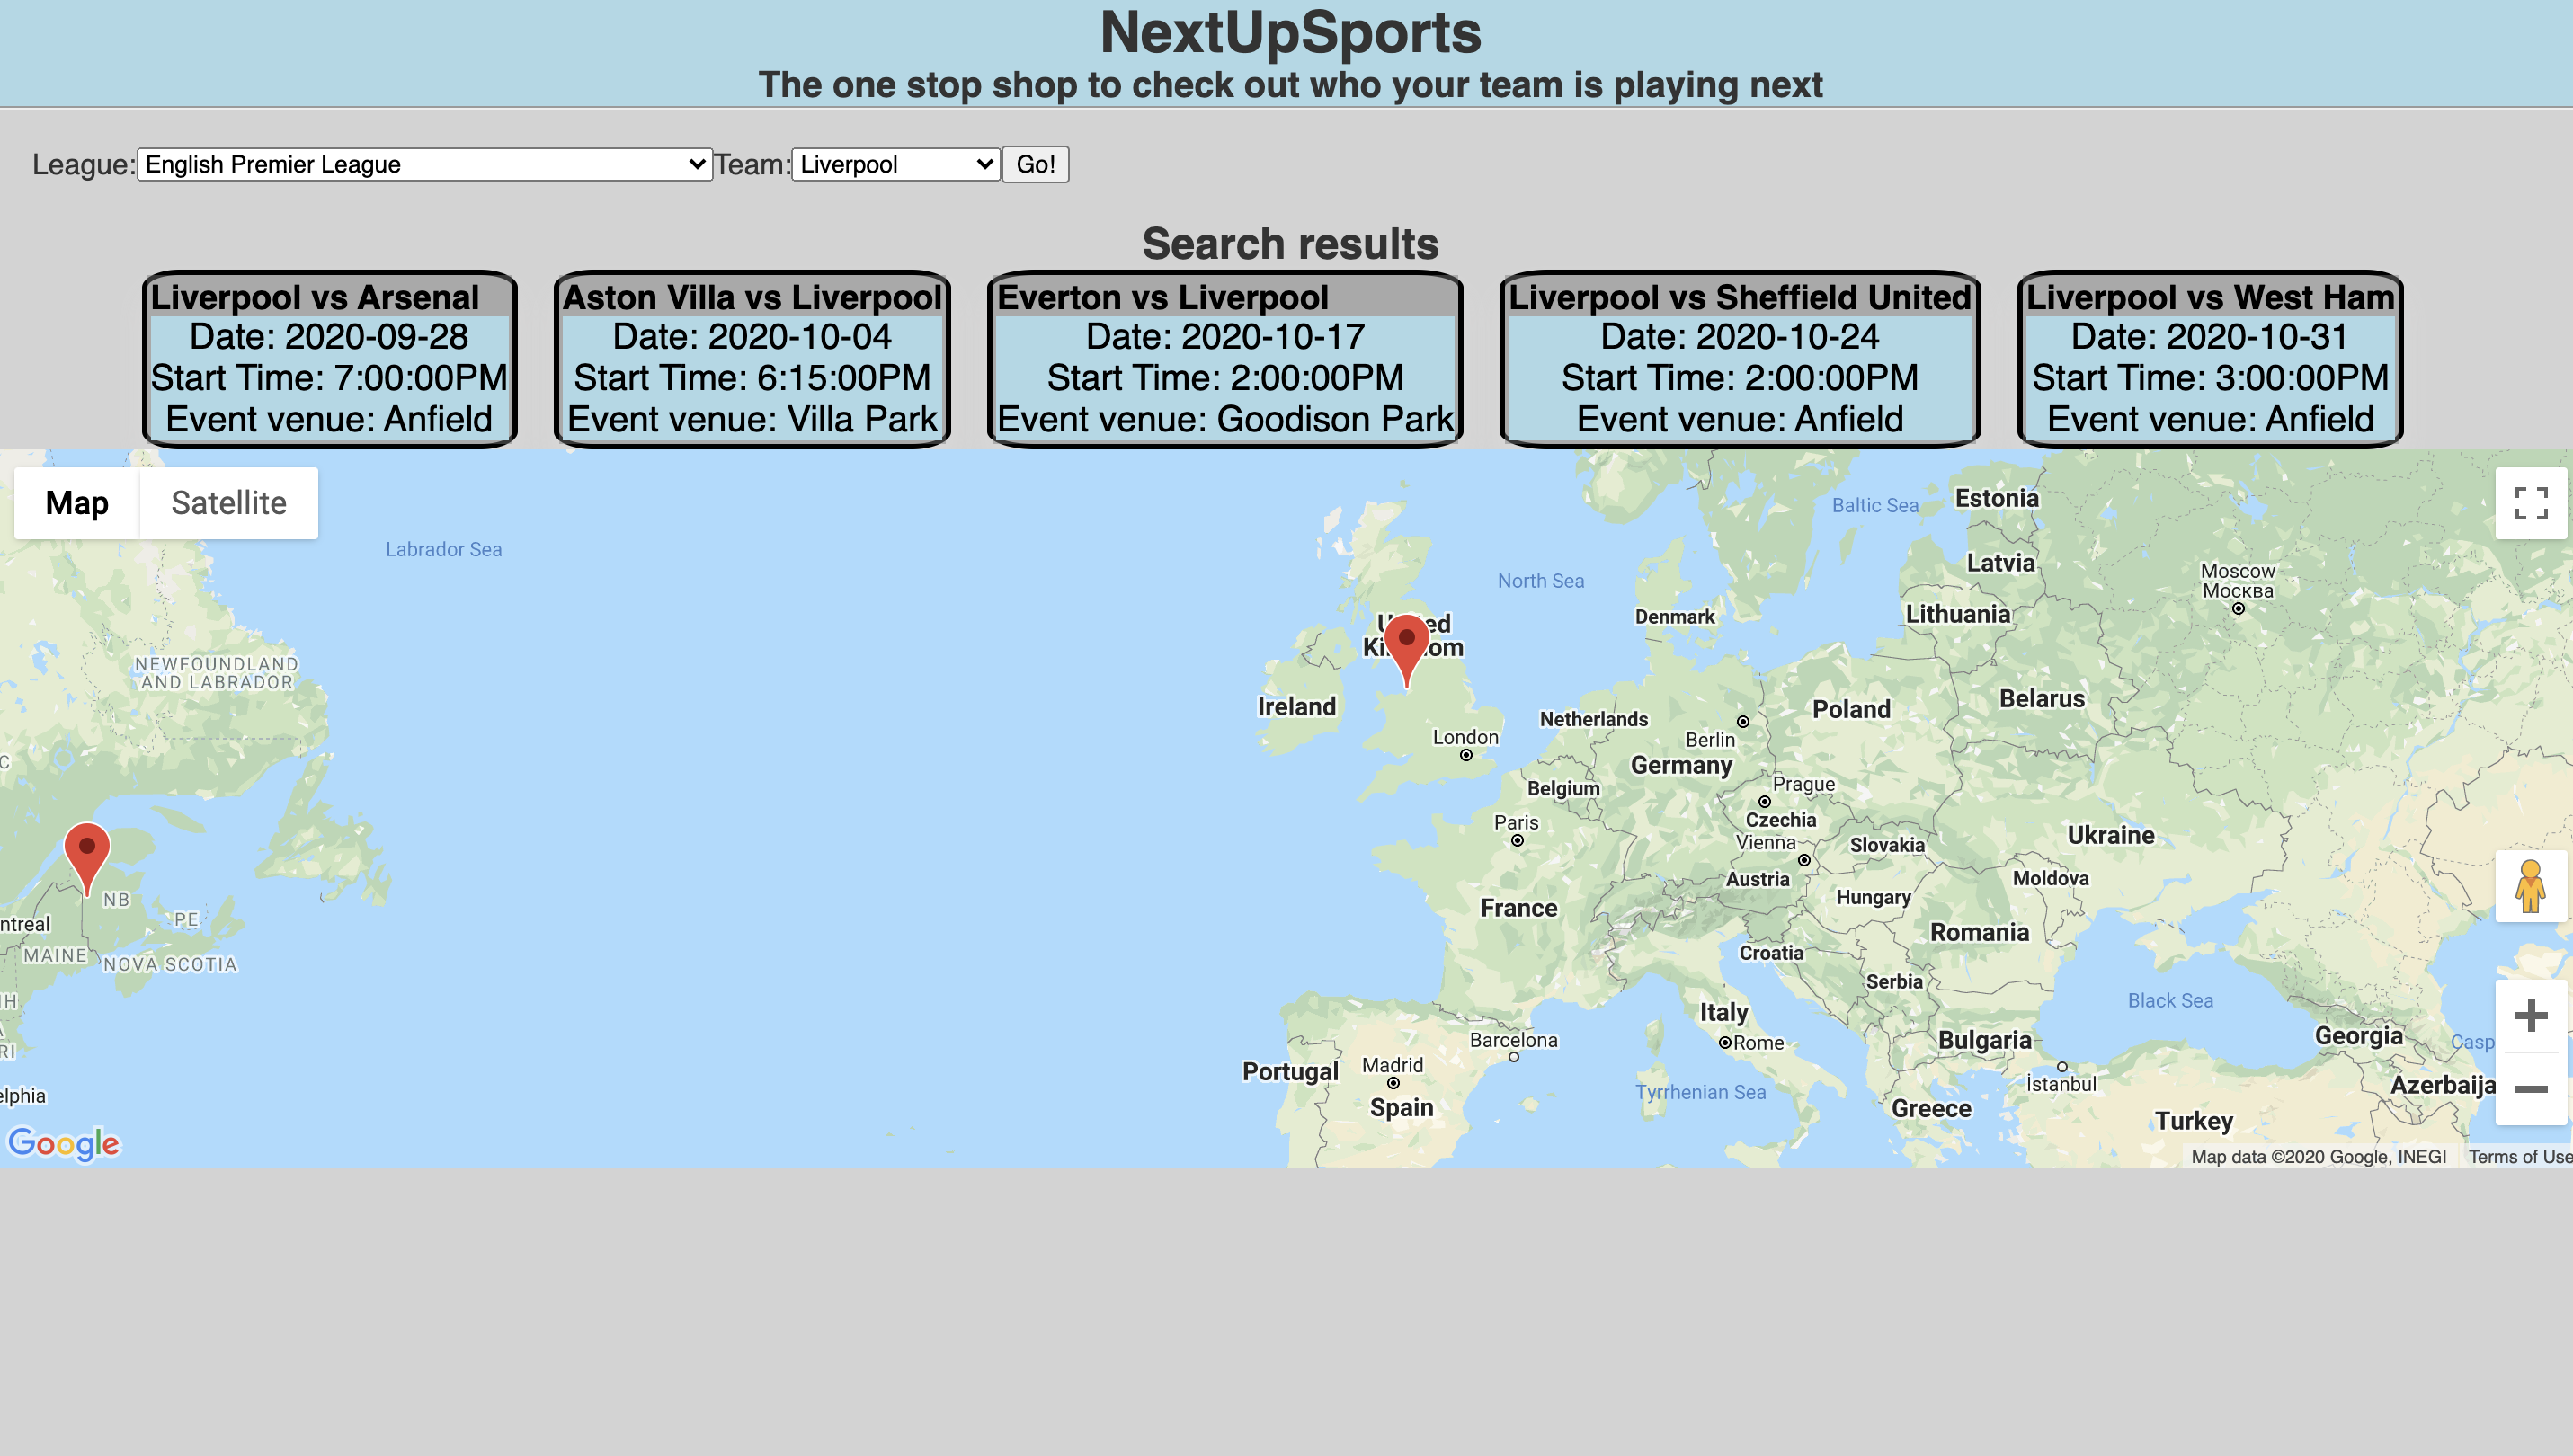 NextUpSports
The one stop shop to check out who your team is playing next
League: English Premier League Team: Liverpool Go!
Search results
Liverpool vs Arsenal
Date: 2020-09-28
Start Time: 7:00:00PM
Event venue: Anfield
Aston Villa vs Liverpool
Date: 2020-10-04
Start Time: 6:15:00PM
Event venue: Villa Park
Everton vs Liverpool
Date: 2020-10-17
Start Time: 2:00:00PM
Event venue: Goodison Park
Liverpool vs Sheffield United
Date: 2020-10-24
Start Time: 2:00:00PM
Event venue: Anfield
Liverpool vs West Ham
Date: 2020-10-31
Start Time: 3:00:00PM
Event venue: Anfield
Map Satellite
Labrador Sea
Baltic Sea
Estonia
Latvia
Moscow
Москва
North Sea
Denmark
Lithuania
NEWFOUNDLAND
AND LABRADOR
Ireland
Netherlands
Poland
Belarus
London
Berlin
Germany
Belgium
Prague
Czechia
Paris
Vienna
Slovakia
Ukraine
Austria
Moldova
Hungary
France
NB
PE
ntreal
MAINE
NOVA SCOTIA
Romania
Croatia
Serbia
Black Sea
Italy
Rome
Barcelona
Bulgaria
Georgia
Casp
Portugal
Madrid
Spain
Tyrrhenian Sea
İstanbul
Azerbaija
Greece
Turkey
elphia
IH
RI
Google
Map data ©2020 Google, INEGI
Terms of Use